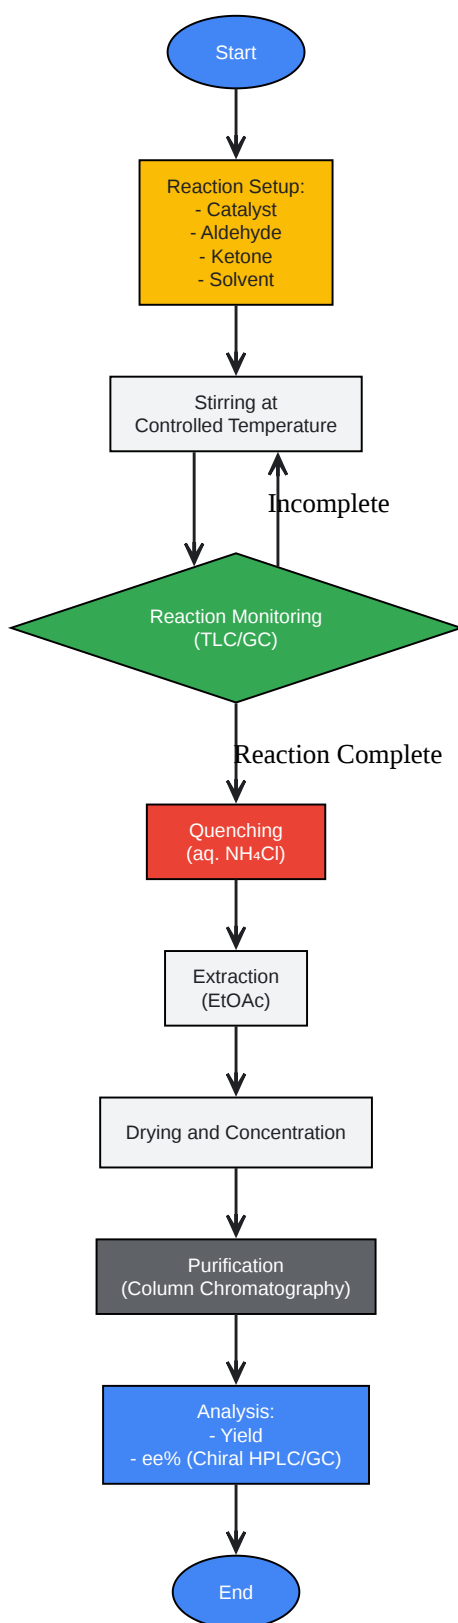 Start
Reaction Setup:
- Catalyst
- Aldehyde
- Ketone
- Solvent
Stirring at
Controlled Temperature
Incomplete
Reaction Monitoring
(TLC/GC)
Reaction Complete
Quenching
(aq. NH₄Cl)
Extraction
(EtOAc)
Drying and Concentration
Purification
(Column Chromatography)
Analysis:
- Yield
- ee% (Chiral HPLC/GC)
End